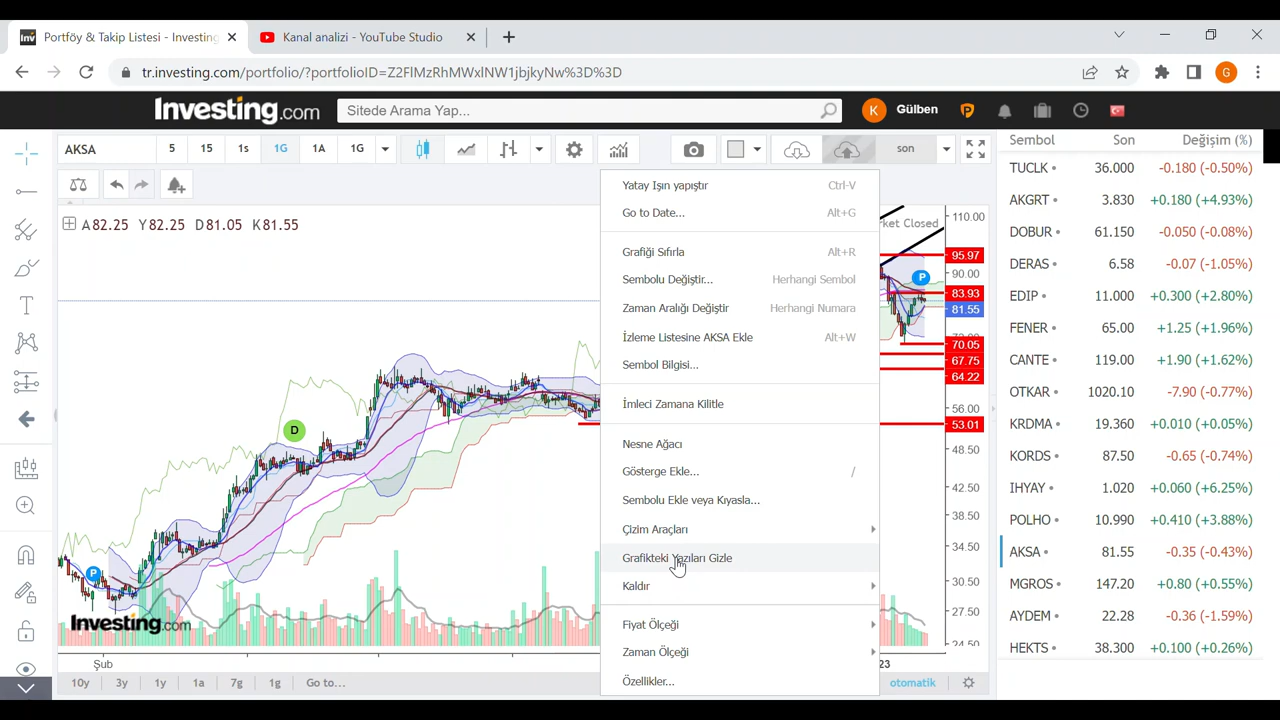 Portföy & Takip Listesi - Investing
Kanal analizi - YouTube Studio
tr.investing.com/portfolio/?portfolioID=Z2FlMzRhMWxlNW1jbjkyNw%3D%3D
G
Investing.com
Sitede Arama Yap...
K
Gülben
P
AKSA
5
15
1s
1G
1A
1G
son
A82.25 Y82.25 D81.05 K81.55
Yatay Işın yapıştır Ctrl-V
Go to Date... Alt+G
Grafiği Sıfırla Alt+R
Sembolu Değiştir... Herhangi Sembol
Zaman Aralığı Değiştir Herhangi Numara
İzleme Listesine AKSA Ekle Alt+W
Sembol Bilgisi...
İmleci Zamana Kilitle
Nesne Ağacı
Gösterge Ekle... /
Sembolu Ekle veya Kıyasla...
Çizim Araçları
Grafikteki Yazıları Gizle
Kaldır
Fiyat Ölçeği
Zaman Ölçeği
Özellikler...
ket Closed
P
D
P
110.00
95.97
90.00
83.93
81.55
70.05
67.75
64.22
56.00
53.01
48.50
42.50
38.50
34.50
30.50
27.50
24.50
Investing.com
Şub
23
10y
3y
1y
1a
7g
1g
Go to...
otomatik
Sembol Son Değişim (%)
TUCLK 36.000 -0.180 (-0.50%)
AKGRT 3.830 +0.180 (+4.93%)
DOBUR 61.150 -0.050 (-0.08%)
DERAS 6.58 -0.07 (-1.05%)
EDIP 11.000 +0.300 (+2.80%)
FENER 65.00 +1.25 (+1.96%)
CANTE 119.00 +1.90 (+1.62%)
OTKAR 1020.10 -7.90 (-0.77%)
KRDMA 19.360 +0.010 (+0.05%)
KORDS 87.50 -0.65 (-0.74%)
IHYAY 1.020 +0.060 (+6.25%)
POLHO 10.990 +0.410 (+3.88%)
AKSA 81.55 -0.35 (-0.43%)
MGROS 147.20 +0.80 (+0.55%)
AYDEM 22.28 -0.36 (-1.59%)
HEKTS 38.300 +0.100 (+0.26%)